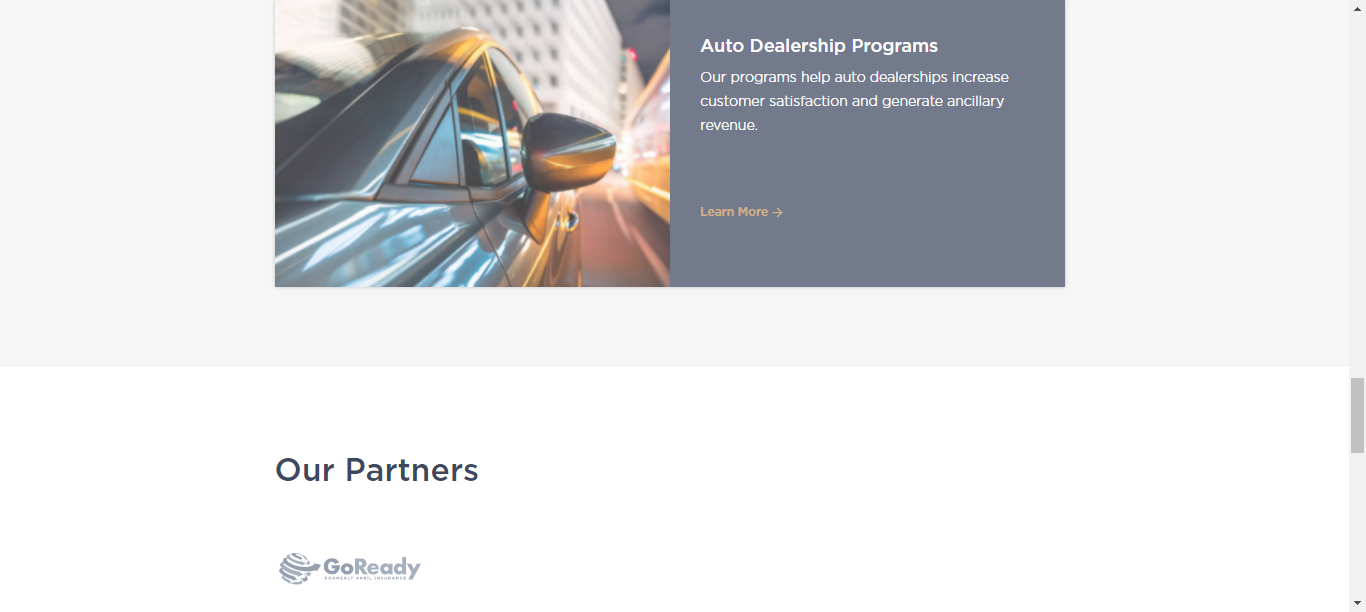 Auto Dealership Programs
Our programs help auto dealerships increase
customer satisfaction and generate ancillary
revenue.
Learn More →
Our Partners
GoReady
FORMERLY APRIL INSURANCE